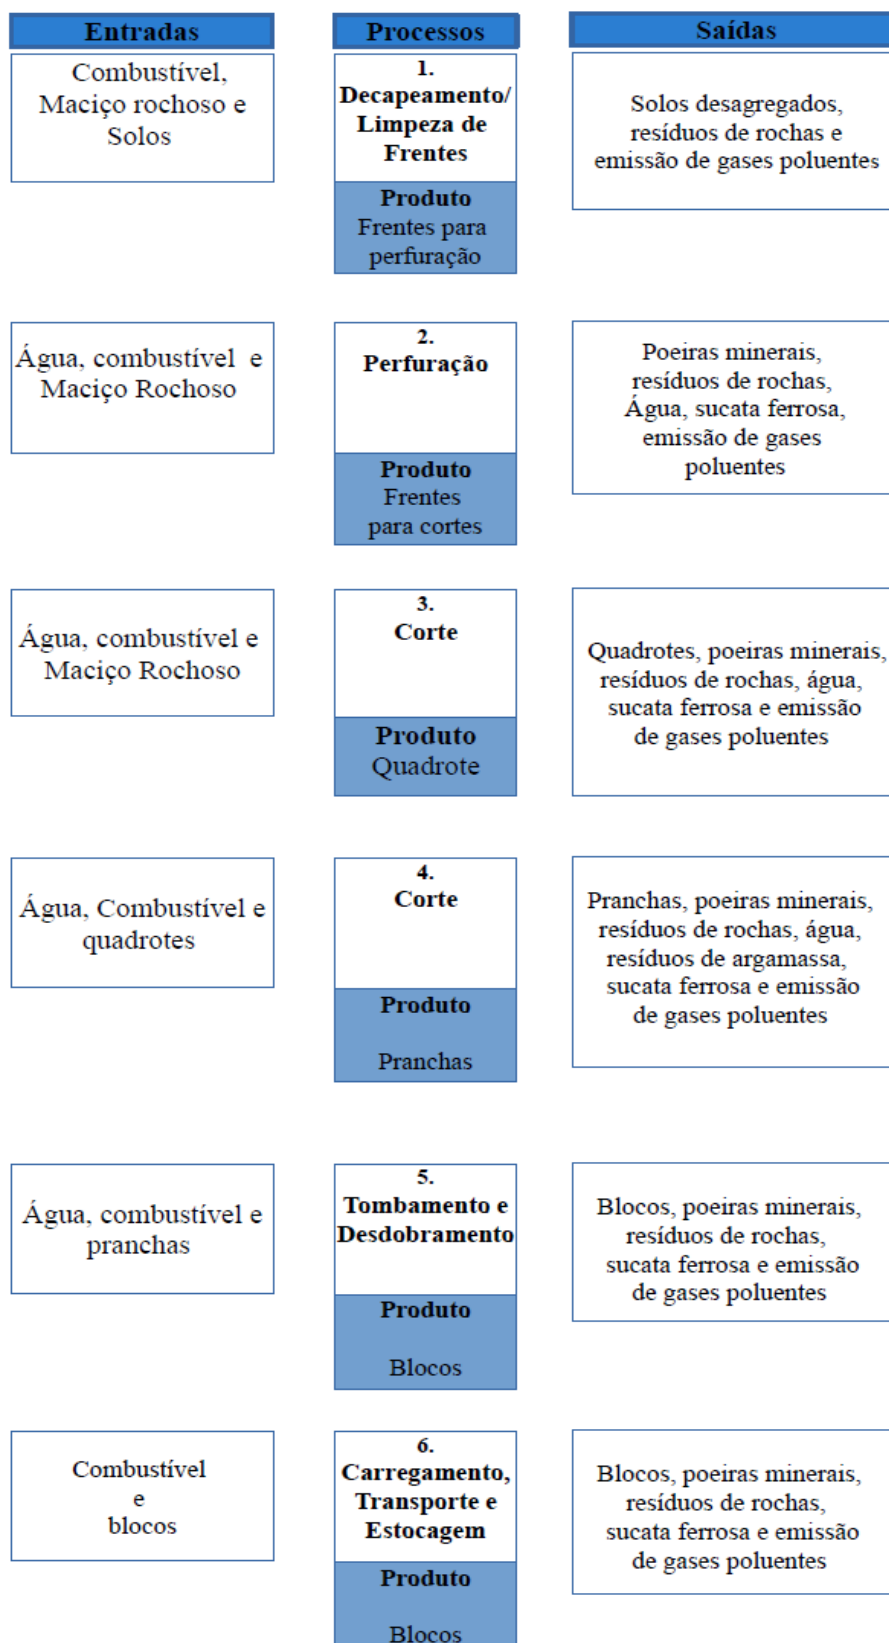 Entradas
Processos
Saídas
Combustível,
Maciço rochoso e
Solos
1.
Decapeamento/
Limpeza de
Frentes
Produto
Frentes para
perfuração
Solos desagregados,
resíduos de rochas e
emissão de gases poluentes
Água, combustível e
Maciço Rochoso
2.
Perfuração
Produto
Frentes
para cortes
Poeiras minerais,
resíduos de rochas,
Água, sucata ferrosa,
emissão de gases
poluentes
Água, combustível e
Maciço Rochoso
3.
Corte
Produto
Quadrote
Quadrotes, poeiras minerais,
resíduos de rochas, água,
sucata ferrosa e emissão
de gases poluentes
Água, Combustível e
quadrotes
4.
Corte
Produto
Pranchas
Pranchas, poeiras minerais,
resíduos de rochas, água,
resíduos de argamassa,
sucata ferrosa e emissão
de gases poluentes
Água, combustível e
pranchas
5.
Tombamento e
Desdobramento
Produto
Blocos
Blocos, poeiras minerais,
resíduos de rochas,
sucata ferrosa e emissão
de gases poluentes
Combustível
e
blocos
6.
Carregamento,
Transporte e
Estocagem
Produto
Blocos
Blocos, poeiras minerais,
resíduos de rochas,
sucata ferrosa e emissão
de gases poluentes